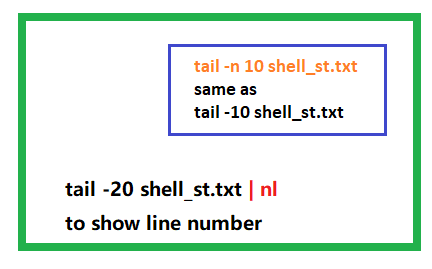 tail -n 10 shell_st.txt
same as
tail -10 shell_st.txt
tail -20 shell_st.txt | nl
to show line number